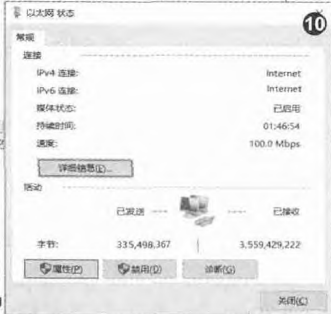 以太网 状态
10
常规
连接
IPv4 连接: Internet
IPv6 连接: Internet
媒体状态: 已启用
持续时间: 01:46:54
速度: 100.0 Mbps
详细信息(E)...
活动
已发送 已接收
字节: 335,498,367 3,559,429,222
属性(P) 禁用(D) 诊断(G)
关闭(C)